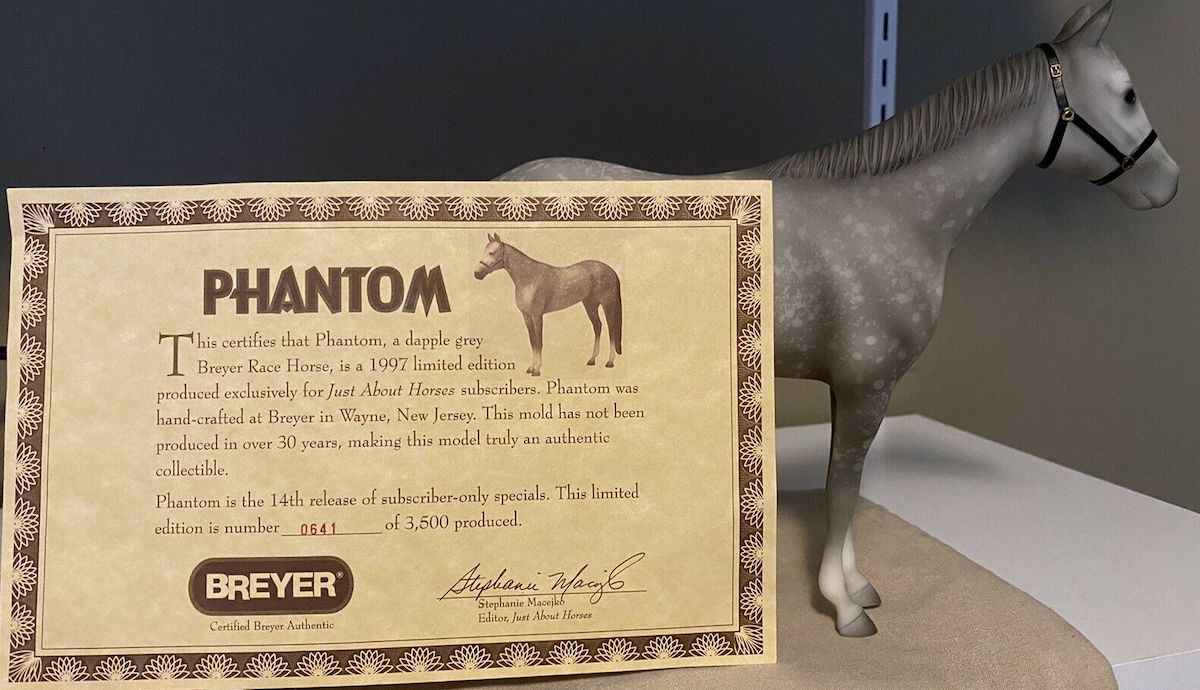 PHANTOM
This certifies that Phantom, a dapple grey
Breyer Race Horse, is a 1997 limited edition
produced exclusively for Just About Horses subscribers. Phantom was
hand-crafted at Breyer in Wayne, New Jersey. This mold has not been
produced in over 30 years, making this model truly an authentic
collectible.
Phantom is the 14th release of subscriber-only specials. This limited
edition is number 0641 of 3,500 produced.
BREYER®
Certified Breyer Authentic
Stephanie Macejko
Stephanie Macejko
Editor, Just About Horses